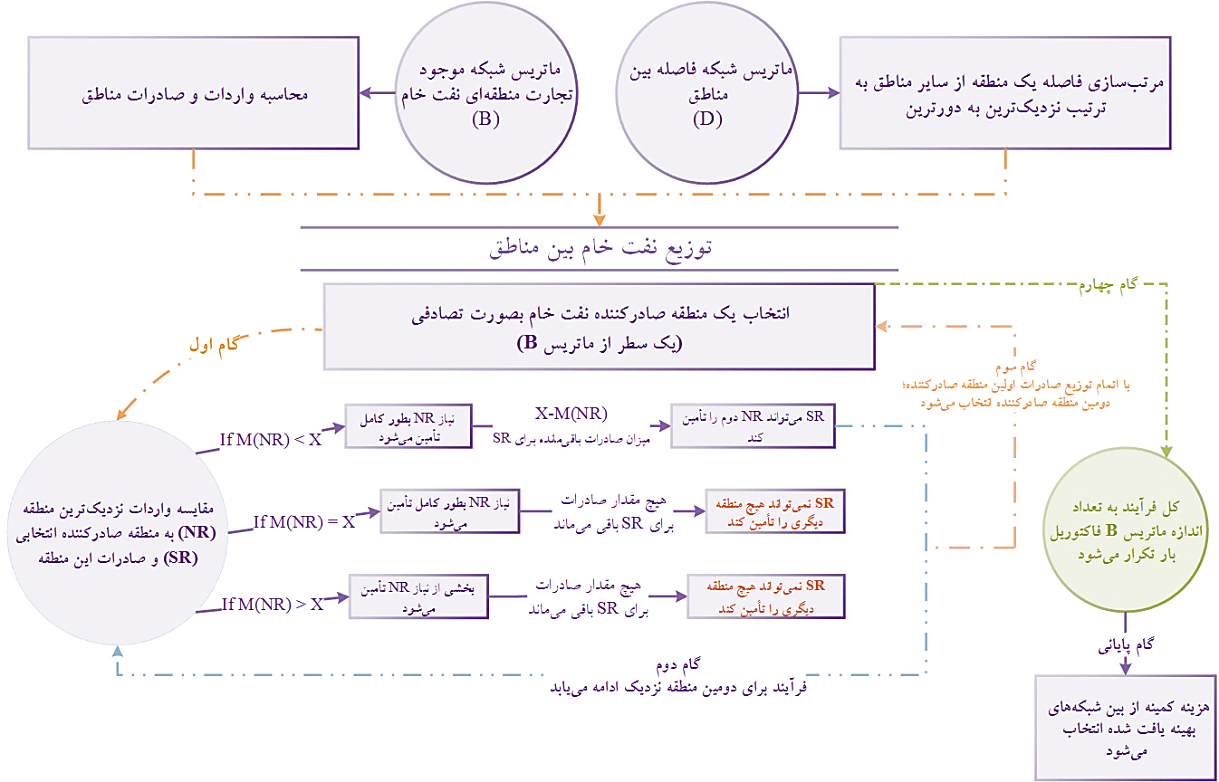 مرتب‌سازی فاصله یک منطقه از سایر مناطق به
ترتیب نزدیک‌ترین به دورترین
ماتریس شبکه فاصله بین
مناطق
(D)
ماتریس شبکه موجود
تجارت منطقه‌ای نفت خام
(B)
محاسبه واردات و صادرات مناطق
توزیع نفت خام بین مناطق
انتخاب یک منطقه صادرکننده نفت خام بصورت تصادفی
(یک سطر از ماتریس B)
گام چهارم
گام اول
گام سوم
با اتمام توزیع صادرات اولین منطقه صادرکننده؛
دومین منطقه صادرکننده انتخاب می‌شود
مقایسه واردات نزدیک‌ترین منطقه
(NR) به منطقه صادرکننده انتخابی
(SR) و صادرات این منطقه
If M(NR) < X
نیاز NR بطور کامل
تأمین می‌شود
X-M(NR)
میزان صادرات باقی‌مانده برای SR
SR می‌تواند NR دوم را تأمین
کند
If M(NR) = X
نیاز NR بطور کامل تأمین
می‌شود
هیچ مقدار صادرات
برای SR باقی می‌ماند
SR نمی‌تواند هیچ منطقه
دیگری را تأمین کند
If M(NR) > X
بخشی از نیاز NR تأمین
می‌شود
هیچ مقدار صادرات
برای SR باقی می‌ماند
SR نمی‌تواند هیچ منطقه
دیگری را تأمین کند
گام دوم
فرآیند برای دومین منطقه نزدیک ادامه می‌یابد
کل فرآیند به تعداد
اندازه ماتریس B فاکتوریل
بار تکرار می‌شود
گام پایانی
هزینه کمینه از بین شبکه‌های
بهینه یافت شده انتخاب
می‌شود